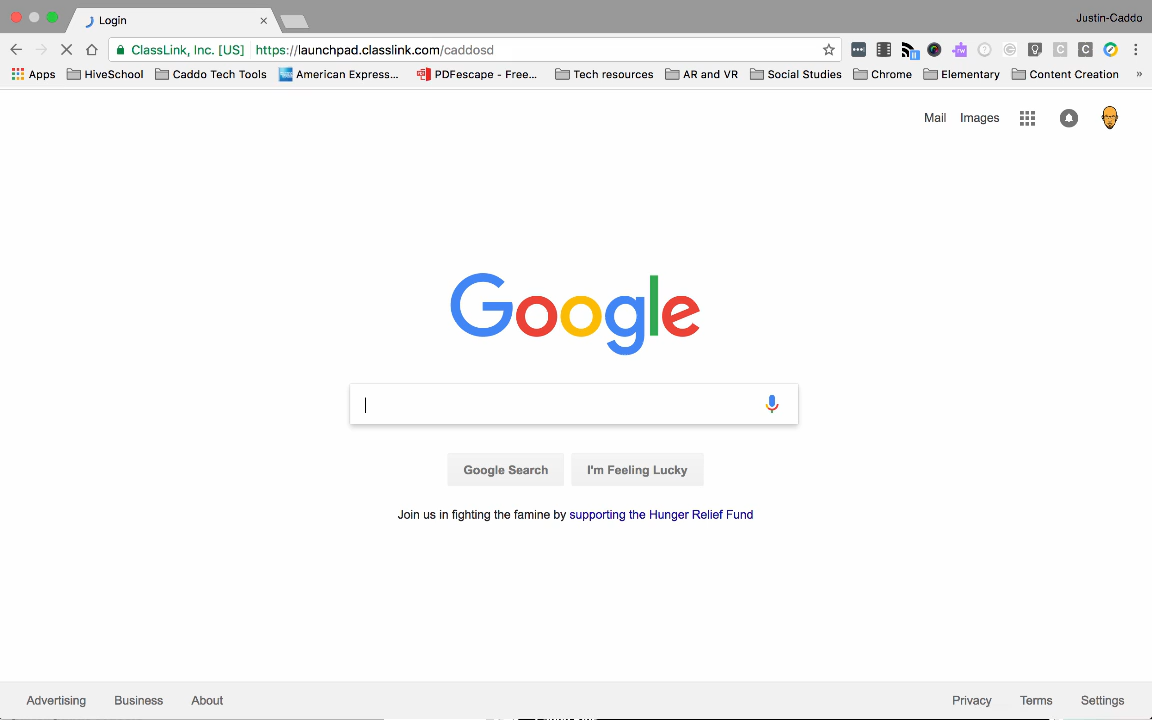 Login
Justin-Caddo
ClassLink, Inc. [US] https://launchpad.classlink.com/caddosd
Apps HiveSchool Caddo Tech Tools American Express... PDFescape - Free... Tech resources AR and VR Social Studies Chrome Elementary Content Creation »
Mail Images
Google
Google Search I'm Feeling Lucky
Join us in fighting the famine by supporting the Hunger Relief Fund
Advertising Business About Privacy Terms Settings